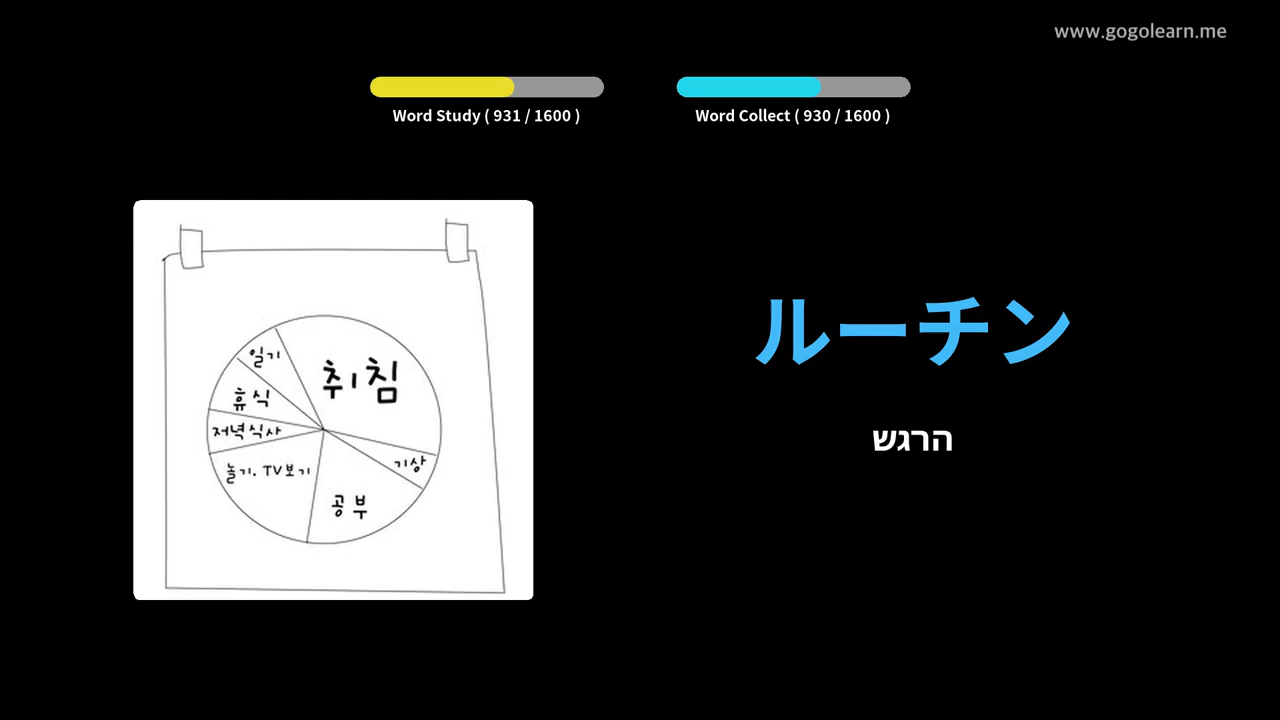 www.gogolearn.me
Word Study ( 931 / 1600 )
Word Collect ( 930 / 1600 )
일기
취침
휴식
저녁식사
기상
놀기. TV보기
공부
ルーチン
הרגש